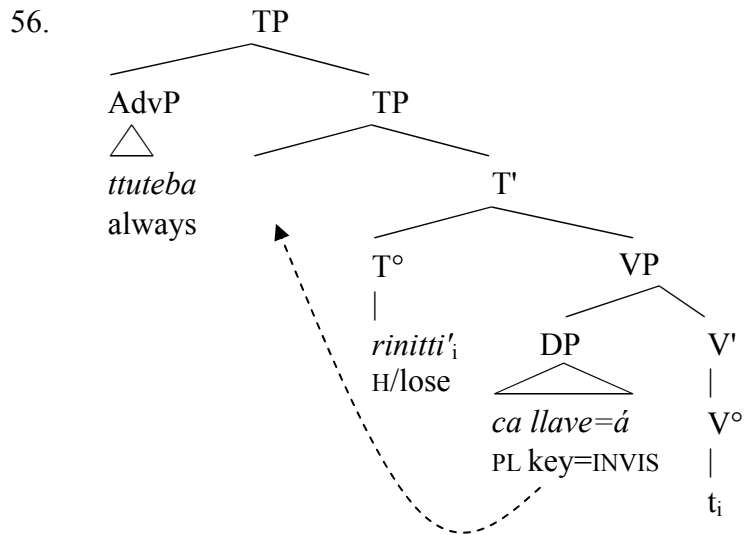 56. TP
AdvP TP
ttuteba T'
always
T° VP
rinitti'i DP V'
H/lose
ca llave=á V°
PL key=INVIS
ti